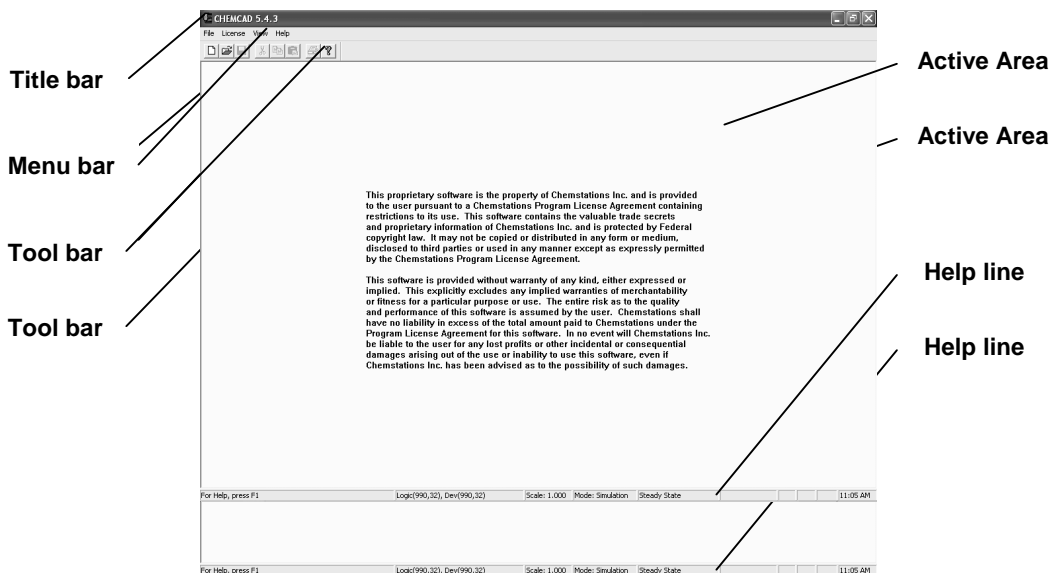 CHEMCAD 5.4.3
File License View Help
Title bar
Active Area
Active Area
Menu bar
This proprietary software is the property of Chemstations Inc. and is provided
to the user pursuant to a Chemstations Program License Agreement containing
restrictions to its use. This software contains the valuable trade secrets
and proprietary information of Chemstations Inc. and is protected by Federal
copyright law. It may not be copied or distributed in any form or medium,
disclosed to third parties or used in any manner except as expressly permitted
by the Chemstations Program License Agreement.
Tool bar
This software is provided without warranty of any kind, either expressed or
implied. This explicitly excludes any implied warranties of merchantability
or fitness for a particular purpose or use. The entire risk as to the quality
and performance of this software is assumed by the user. Chemstations shall
have no liability in excess of the total amount paid to Chemstations under the
Program License Agreement for this software. In no event will Chemstations Inc.
be liable to the user for any lost profits or other incidental or consequential
damages arising out of the use or inability to use this software, even if
Chemstations Inc. has been advised as to the possibility of such damages.
Help line
Tool bar
Help line
For Help, press F1 Logic(990,32), Dev(990,32) Scale: 1.000 Mode: Simulation Steady State 11:05 AM
For Help, press F1 Logic(990,32), Dev(990,32) Scale: 1.000 Mode: Simulation Steady State 11:05 AM